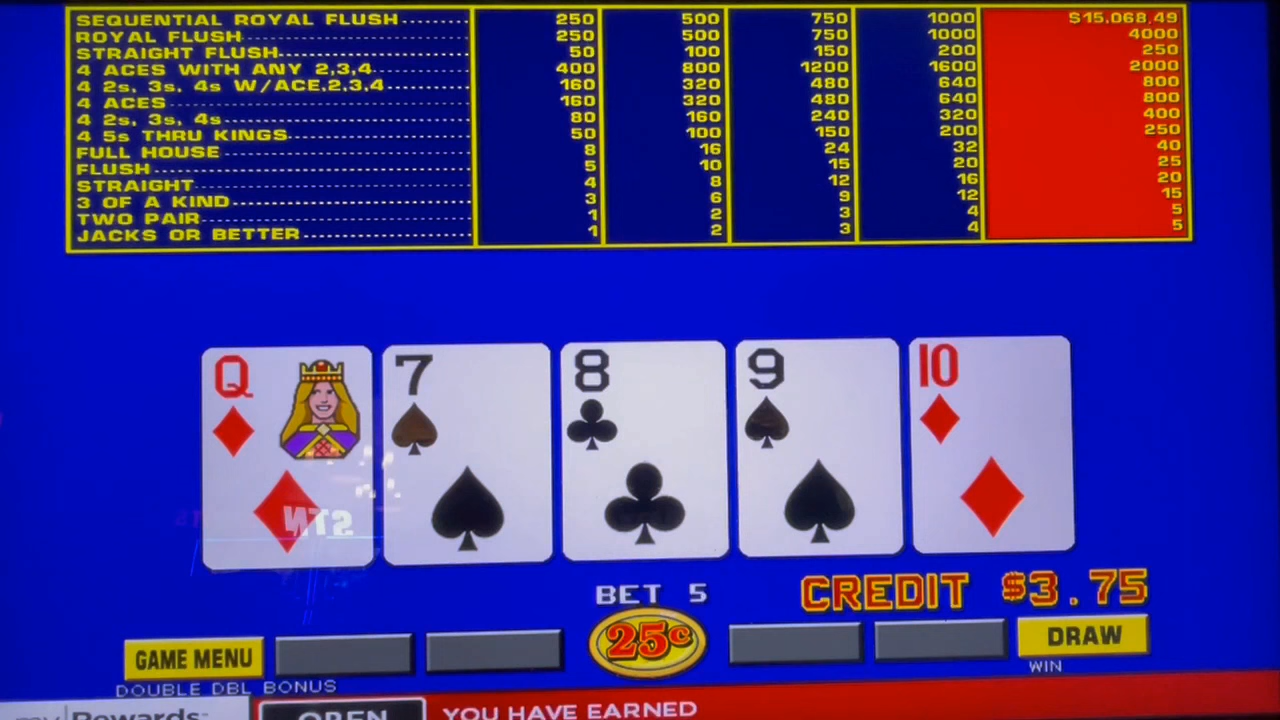 SEQUENTIAL ROYAL FLUSH 250 500 750 1000 $15,068,49
ROYAL FLUSH 250 500 750 1000 4000
STRAIGHT FLUSH 50 100 150 200 250
4 ACES WITH ANY 2,3,4 400 800 1200 1600 2000
4 2s, 3s, 4s W/ACE,2,3,4 160 320 480 640 800
4 ACES 160 320 480 640 800
4 2s, 3s, 4s 80 160 240 320 400
4 5s THRU KINGS 50 100 150 200 250
FULL HOUSE 8 16 24 32 40
FLUSH 5 10 15 20 25
STRAIGHT 4 8 12 16 20
3 OF A KIND 3 6 9 12 15
TWO PAIR 1 2 3 4 5
JACKS OR BETTER 1 2 3 4 5
Q 7 8 9 10
STN
BET 5 CREDIT $3.75
GAME MENU 25¢ DRAW
WIN
DOUBLE DBL BONUS
my|Rewards OPEN YOU HAVE EARNED